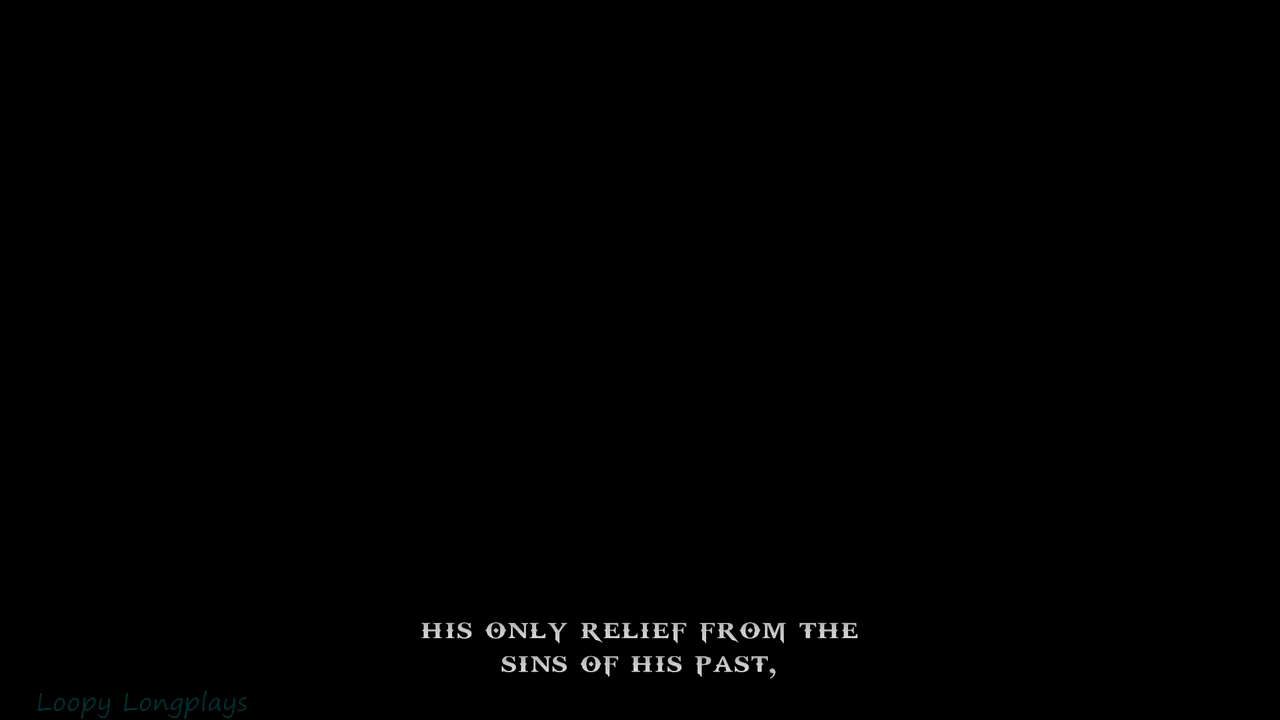 HIS ONLY RELIEF FROM THE
SINS OF HIS PAST,
Loopy Longplays